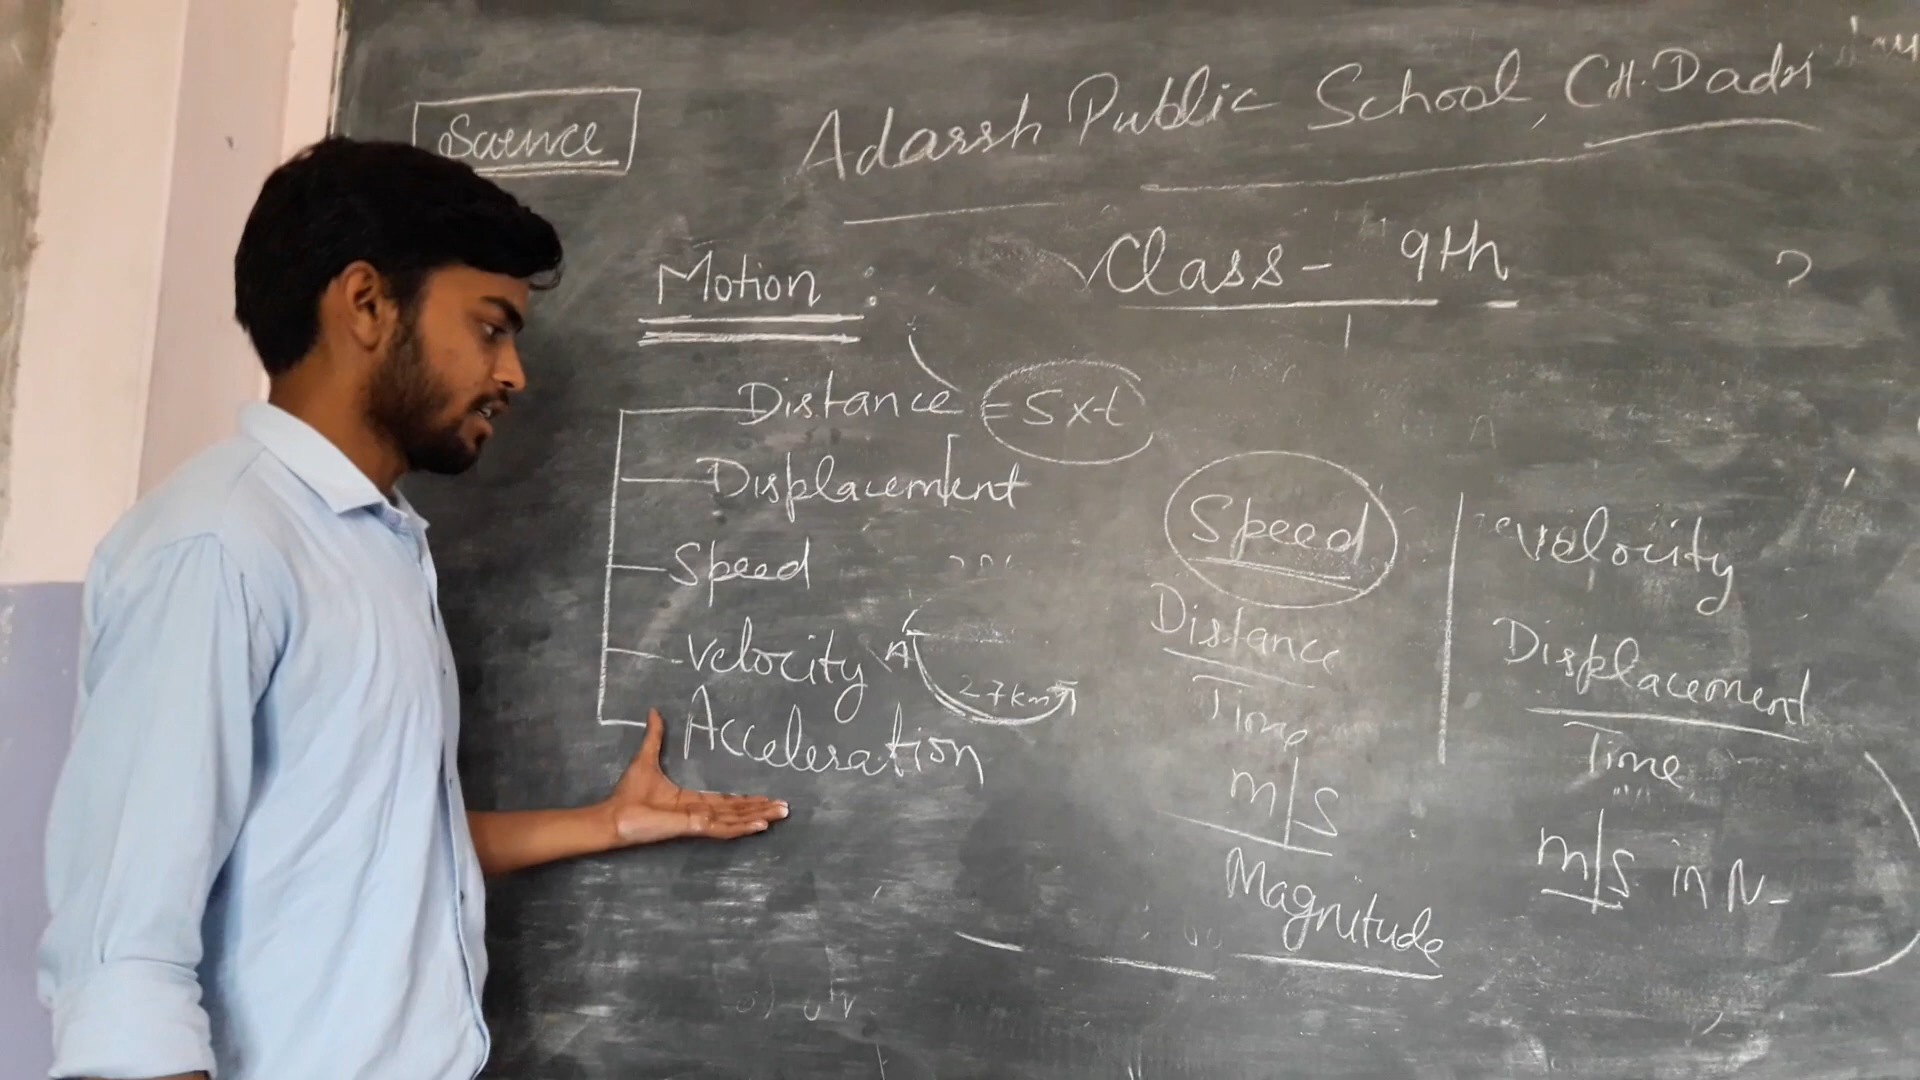 Science
Adarsh Public School, CH. Dadri
Class - 9th
Motion :
Distance = S x t
Displacement
Speed
Velocity
Acceleration
A
27km
Speed
Distance
Time
m/s
Magnitude
Velocity
Displacement
Time
m/s in N-
?